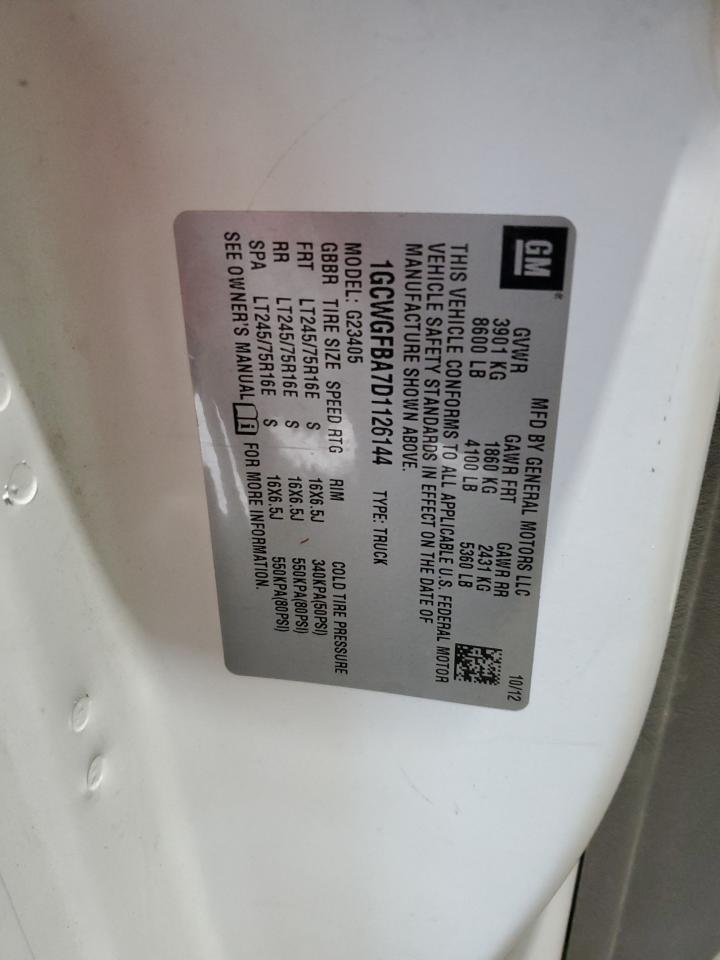 GM®
MFD BY GENERAL MOTORS LLC 10/12
GVWR GAWR FRT GAWR RR
3901 KG 1860 KG 2431 KG
8600 LB 4100 LB 5360 LB
THIS VEHICLE CONFORMS TO ALL APPLICABLE U.S. FEDERAL MOTOR
VEHICLE SAFETY STANDARDS IN EFFECT ON THE DATE OF
MANUFACTURE SHOWN ABOVE.
1GCWGFBA7D1126144 TYPE: TRUCK
MODEL: G23405
GBBR TIRE SIZE SPEED RTG RIM COLD TIRE PRESSURE
FRT LT245/75R16E S 16X6.5J 340KPA(50PSI)
RR LT245/75R16E S 16X6.5J 550KPA(80PSI)
SPA LT245/75R16E S 16X6.5J 550KPA(80PSI)
SEE OWNER'S MANUAL FOR MORE INFORMATION.